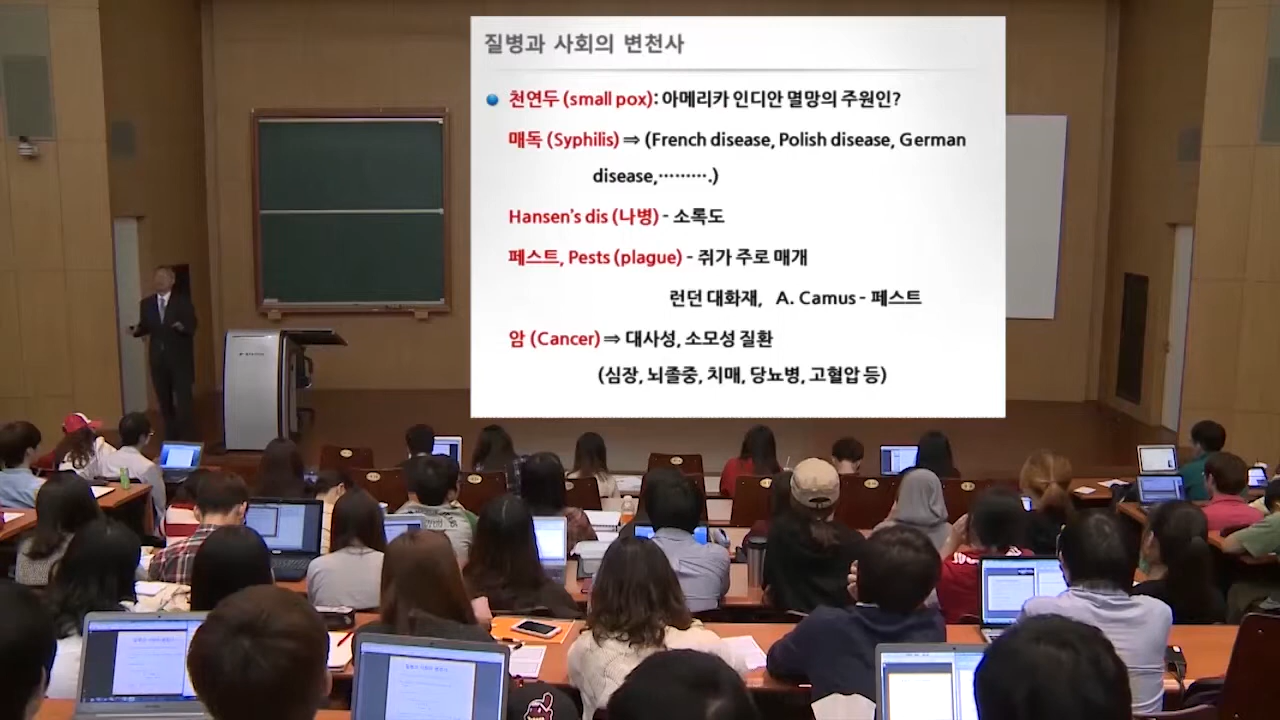 질병과 사회의 변천사
천연두 (small pox): 아메리카 인디안 멸망의 주원인?
매독 (Syphilis) ⇒ (French disease, Polish disease, German
disease,⋯⋯⋯.)
Hansen's dis (나병) - 소록도
페스트, Pests (plague) - 쥐가 주로 매개
런던 대화재, A. Camus - 페스트
암 (Cancer) ⇒ 대사성, 소모성 질환
(심장, 뇌졸중, 치매, 당뇨병, 고혈압 등)